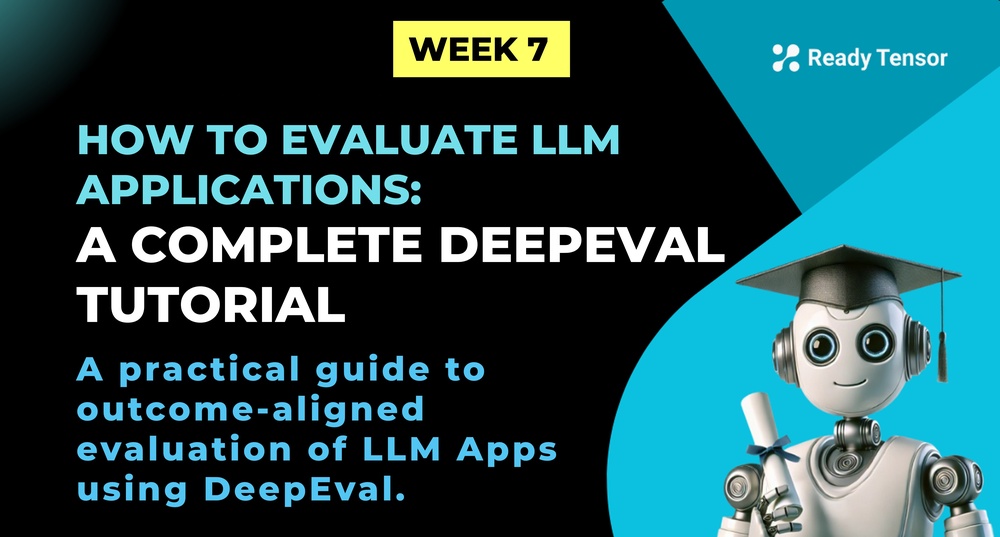 WEEK 7
Ready Tensor
HOW TO EVALUATE LLM
APPLICATIONS:
A COMPLETE DEEPEVAL
TUTORIAL
A practical guide to
outcome-aligned
evaluation of LLM Apps
using DeepEval.